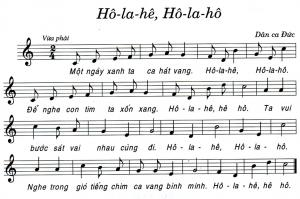 Hô-la-hê, Hô-la-hô
Vừa phải
Dân ca Đức
2
4
Một ngày xanh ta ca hát vang. Hô-la-hê, Hô-la-hô.
Để nghe con tim ta xốn xang. Hô - la - hê, hê hô. Ta vui
bước sát vai nhau cùng đi. Hô - la - hê, Hô - la - hô.
Nghe trong gió tiếng chim ca vang bình minh. Hô - la - hê, hê hô.